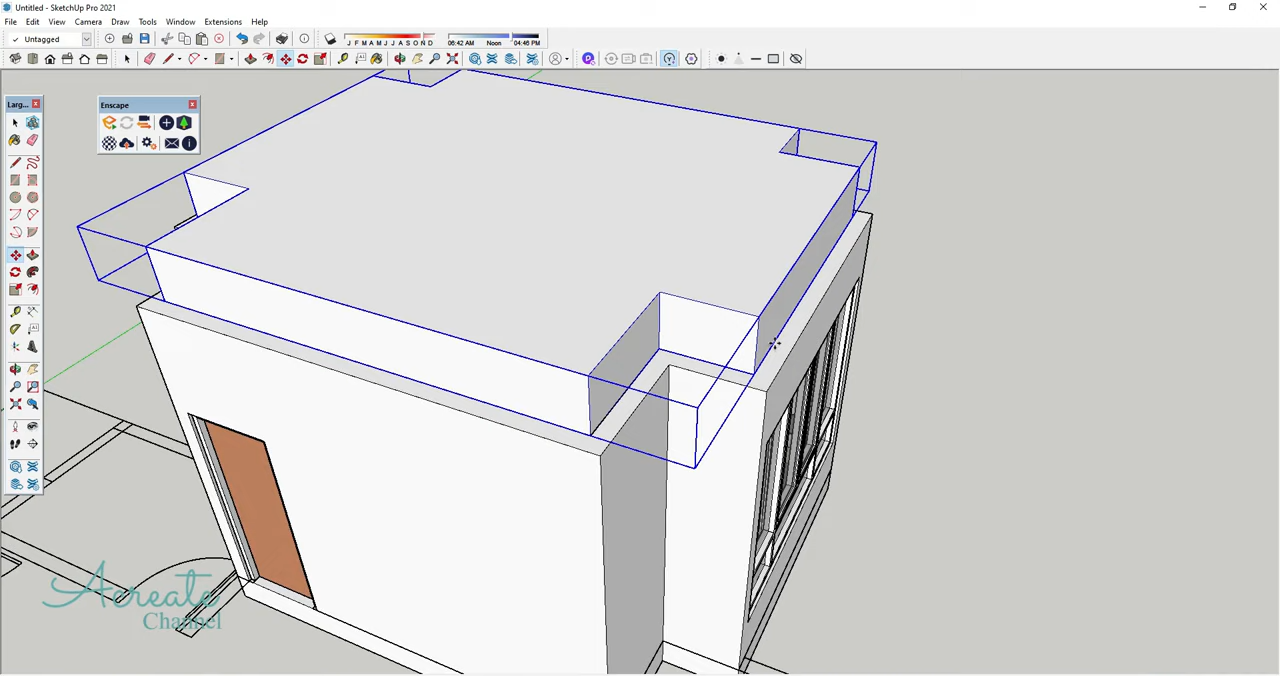 Untitled - SketchUp Pro 2021
File Edit View Camera Draw Tools Window Extensions Help
Untagged
J F M A M J J A S O N D
06:42 AM Noon 04:46 PM
Larg...
Enscape
Acreate
Channel